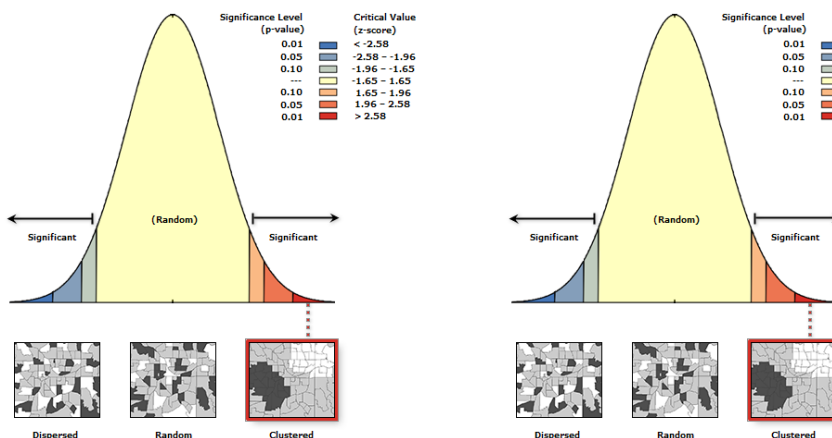 Significance Level
(p-value)
Critical Value
(z-score)
0.01 < -2.58
0.05 -2.58 – -1.96
0.10 -1.96 – -1.65
--- -1.65 – 1.65
0.10 1.65 – 1.96
0.05 1.96 – 2.58
0.01 > 2.58
(Random)
Significant
Significant
Dispersed
Random
Clustered
Significance Level
(p-value)
0.01
0.05
0.10
---
0.10
0.05
0.01
(Random)
Significant
Significant
Dispersed
Random
Clustered